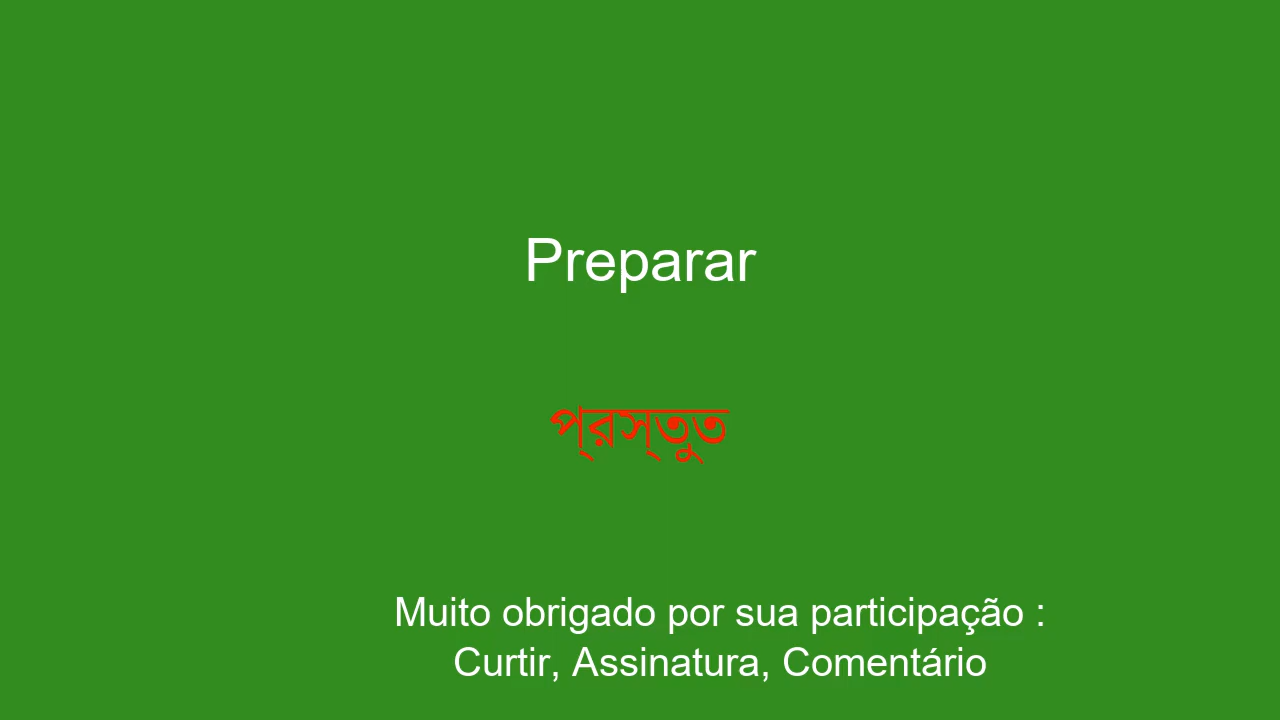 Preparar
প্রস্তুত
Muito obrigado por sua participação :
Curtir, Assinatura, Comentário